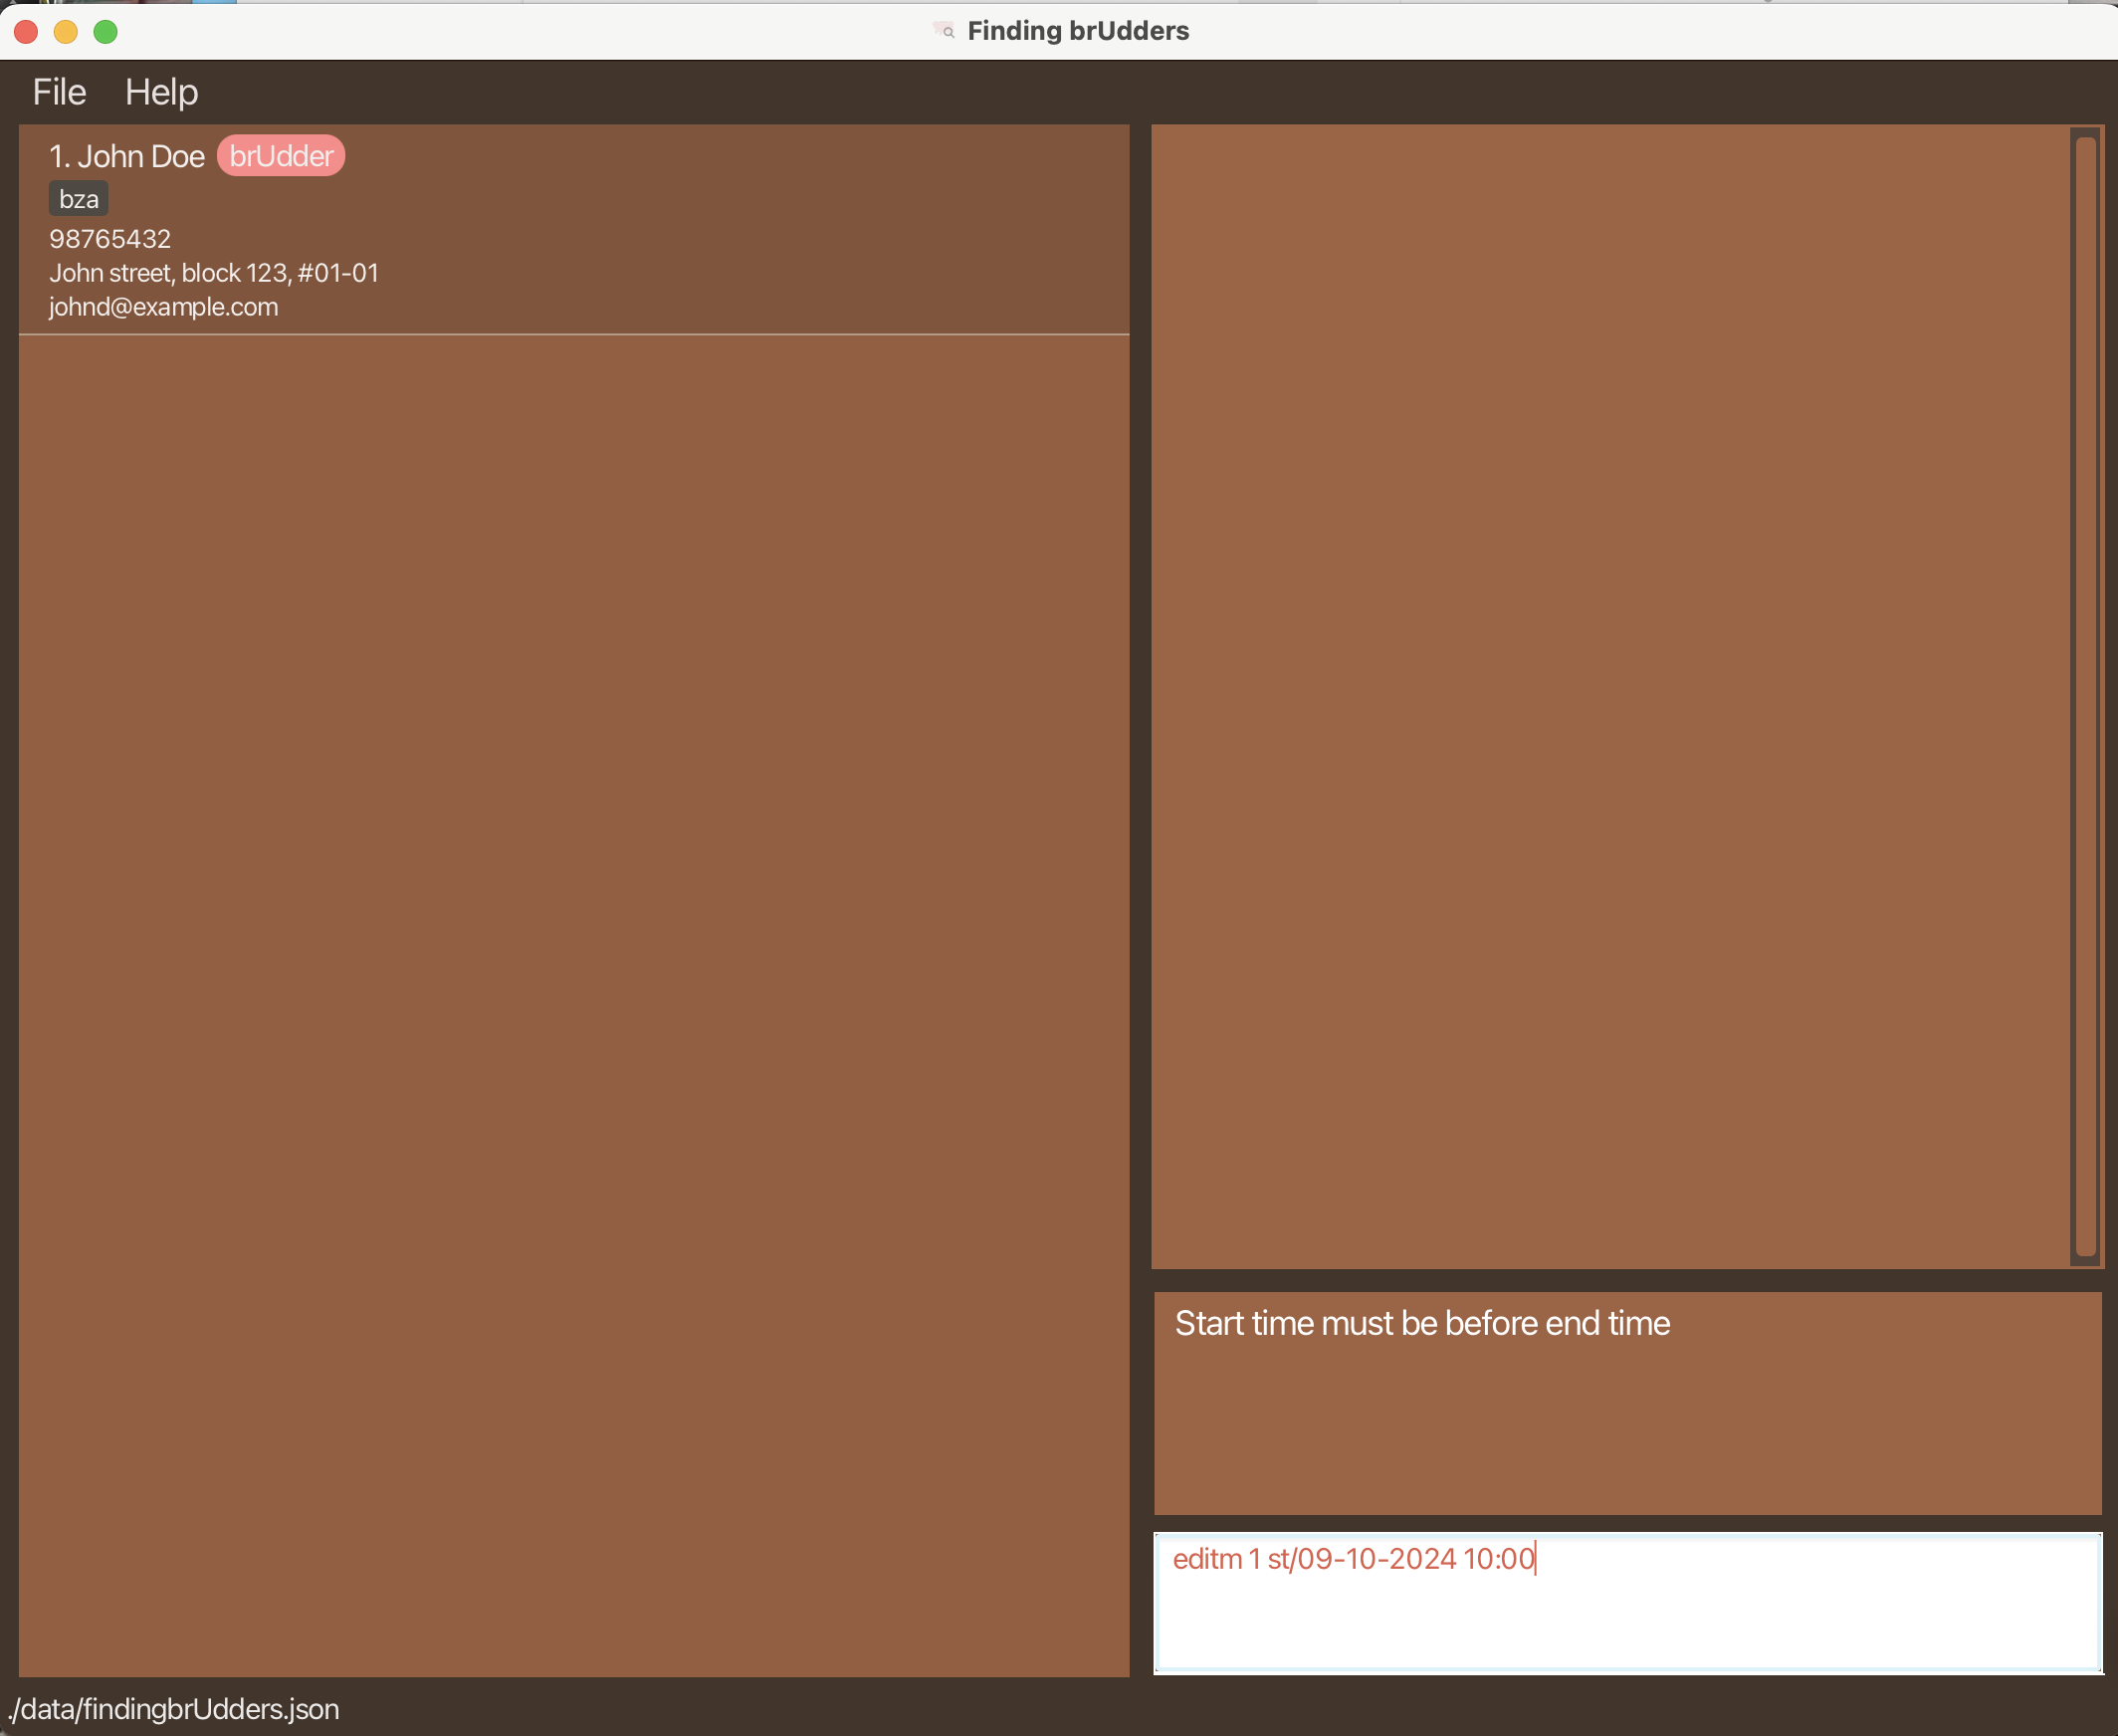 Finding brUdders
File Help
1. John Doe brUdder
bza
98765432
John street, block 123, #01-01
johnd@example.com
Start time must be before end time
editm 1 st/09-10-2024 10:00
./data/findingbrUdders.json